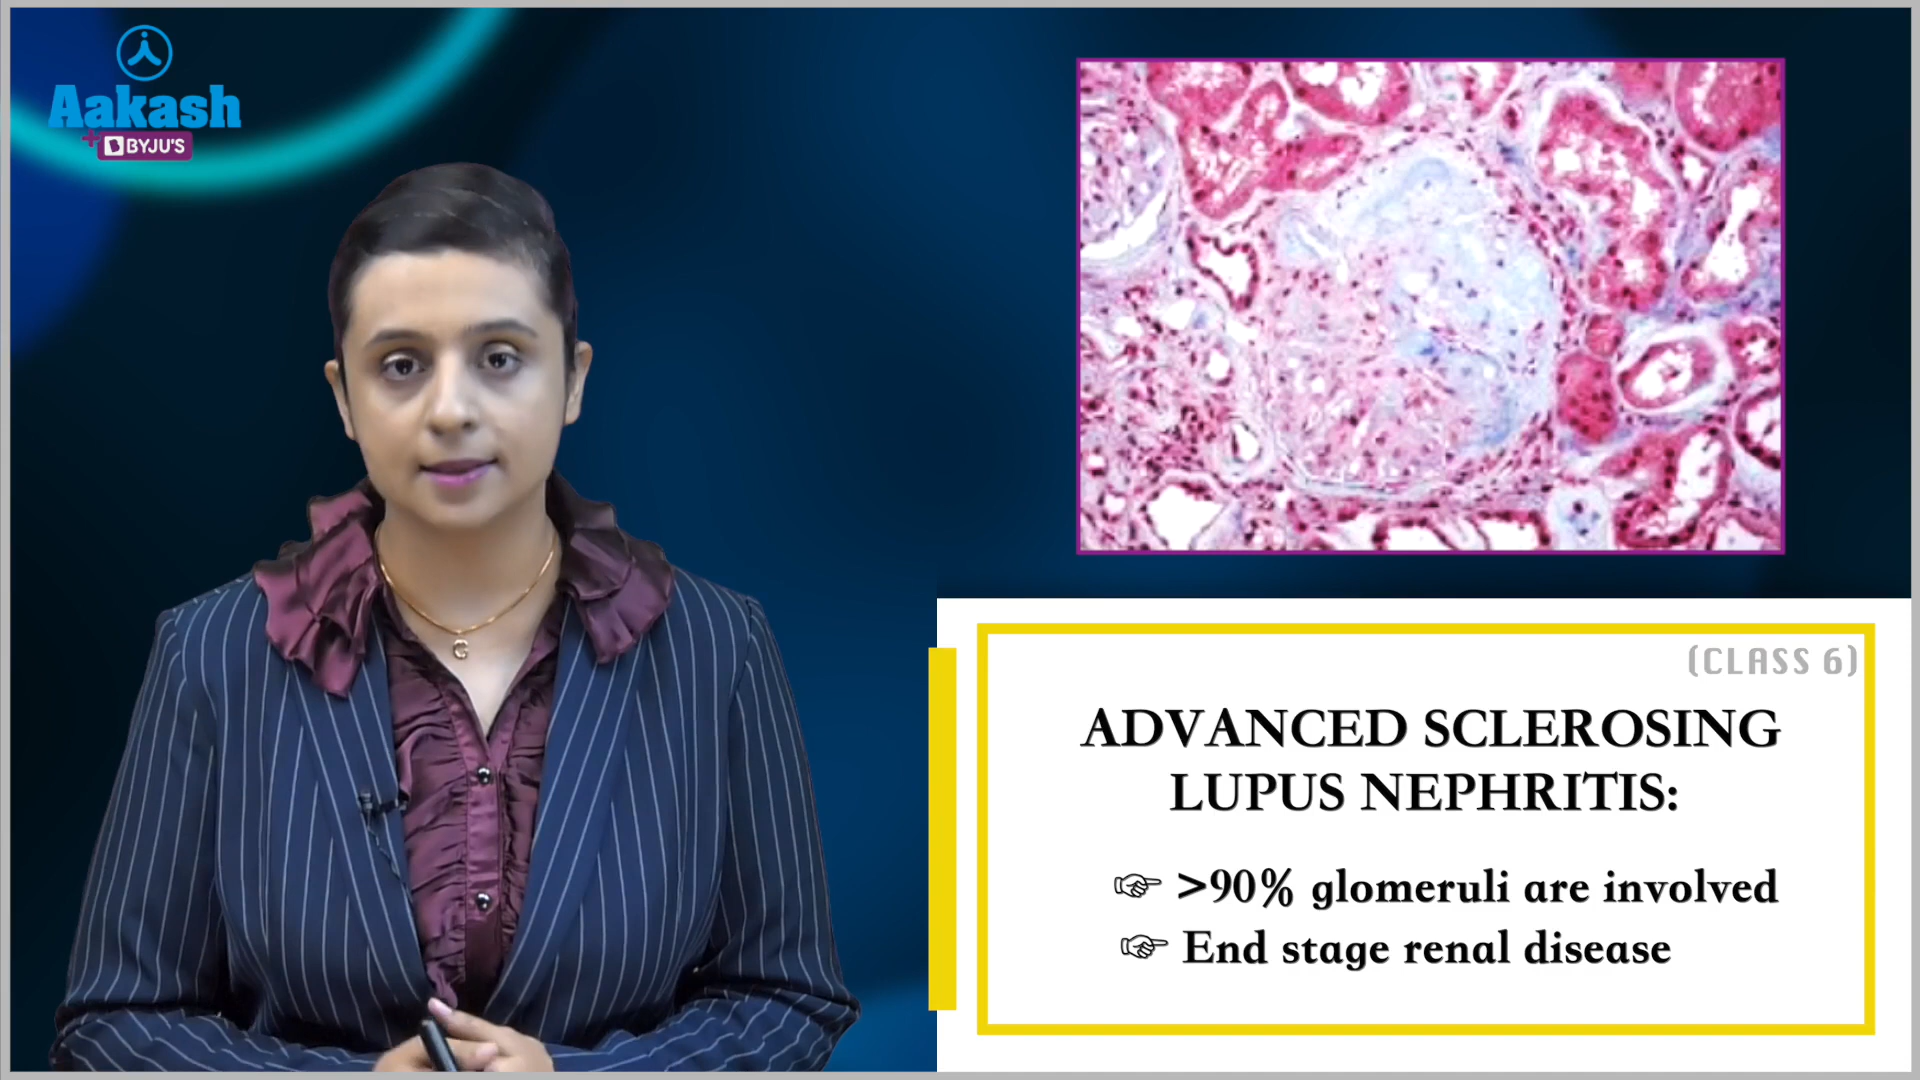 Aakash
+ BYJU'S
(CLASS 6)
ADVANCED SCLEROSING
LUPUS NEPHRITIS:
☞ >90% glomeruli are involved
☞ End stage renal disease